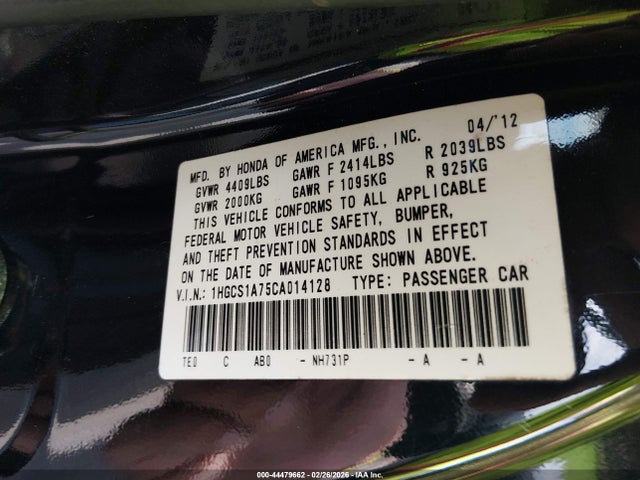 MFD. BY HONDA OF AMERICA MFG., INC. 04/'12
GVWR 4409LBS GAWR F 2414LBS R 2039LBS
GVWR 2000KG GAWR F 1095KG R 925KG
THIS VEHICLE CONFORMS TO ALL APPLICABLE
FEDERAL MOTOR VEHICLE SAFETY, BUMPER,
AND THEFT PREVENTION STANDARDS IN EFFECT
ON THE DATE OF MANUFACTURE SHOWN ABOVE.
V.I.N.: 1HGCS1A75CA014128 TYPE: PASSENGER CAR
TE0 C AB0 - NH731P - A - A
000-44479662 - 02/26/2026 - IAA Inc.